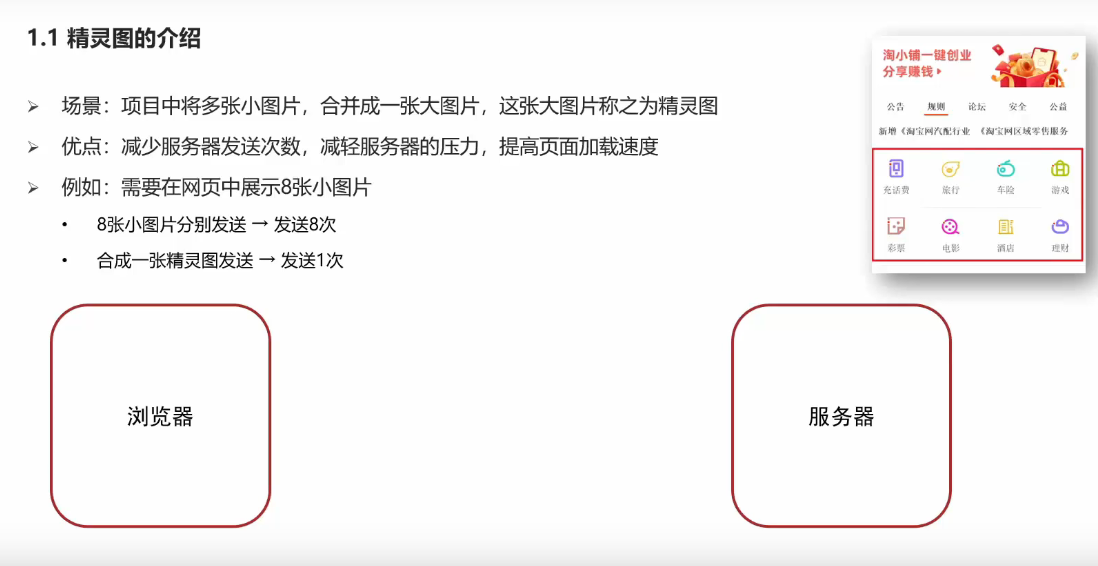 1.1 精灵图的介绍
场景：项目中将多张小图片，合并成一张大图片，这张大图片称之为精灵图
优点：减少服务器发送次数，减轻服务器的压力，提高页面加载速度
例如：需要在网页中展示8张小图片
8张小图片分别发送 → 发送8次
合成一张精灵图发送 → 发送1次
淘小铺一键创业
分享赚钱
公告 规则 论坛 安全 公益
新增《淘宝网汽配行业 《淘宝网区域零售服务
充话费 旅行 车险 游戏
彩票 电影 酒店 理财
浏览器
服务器